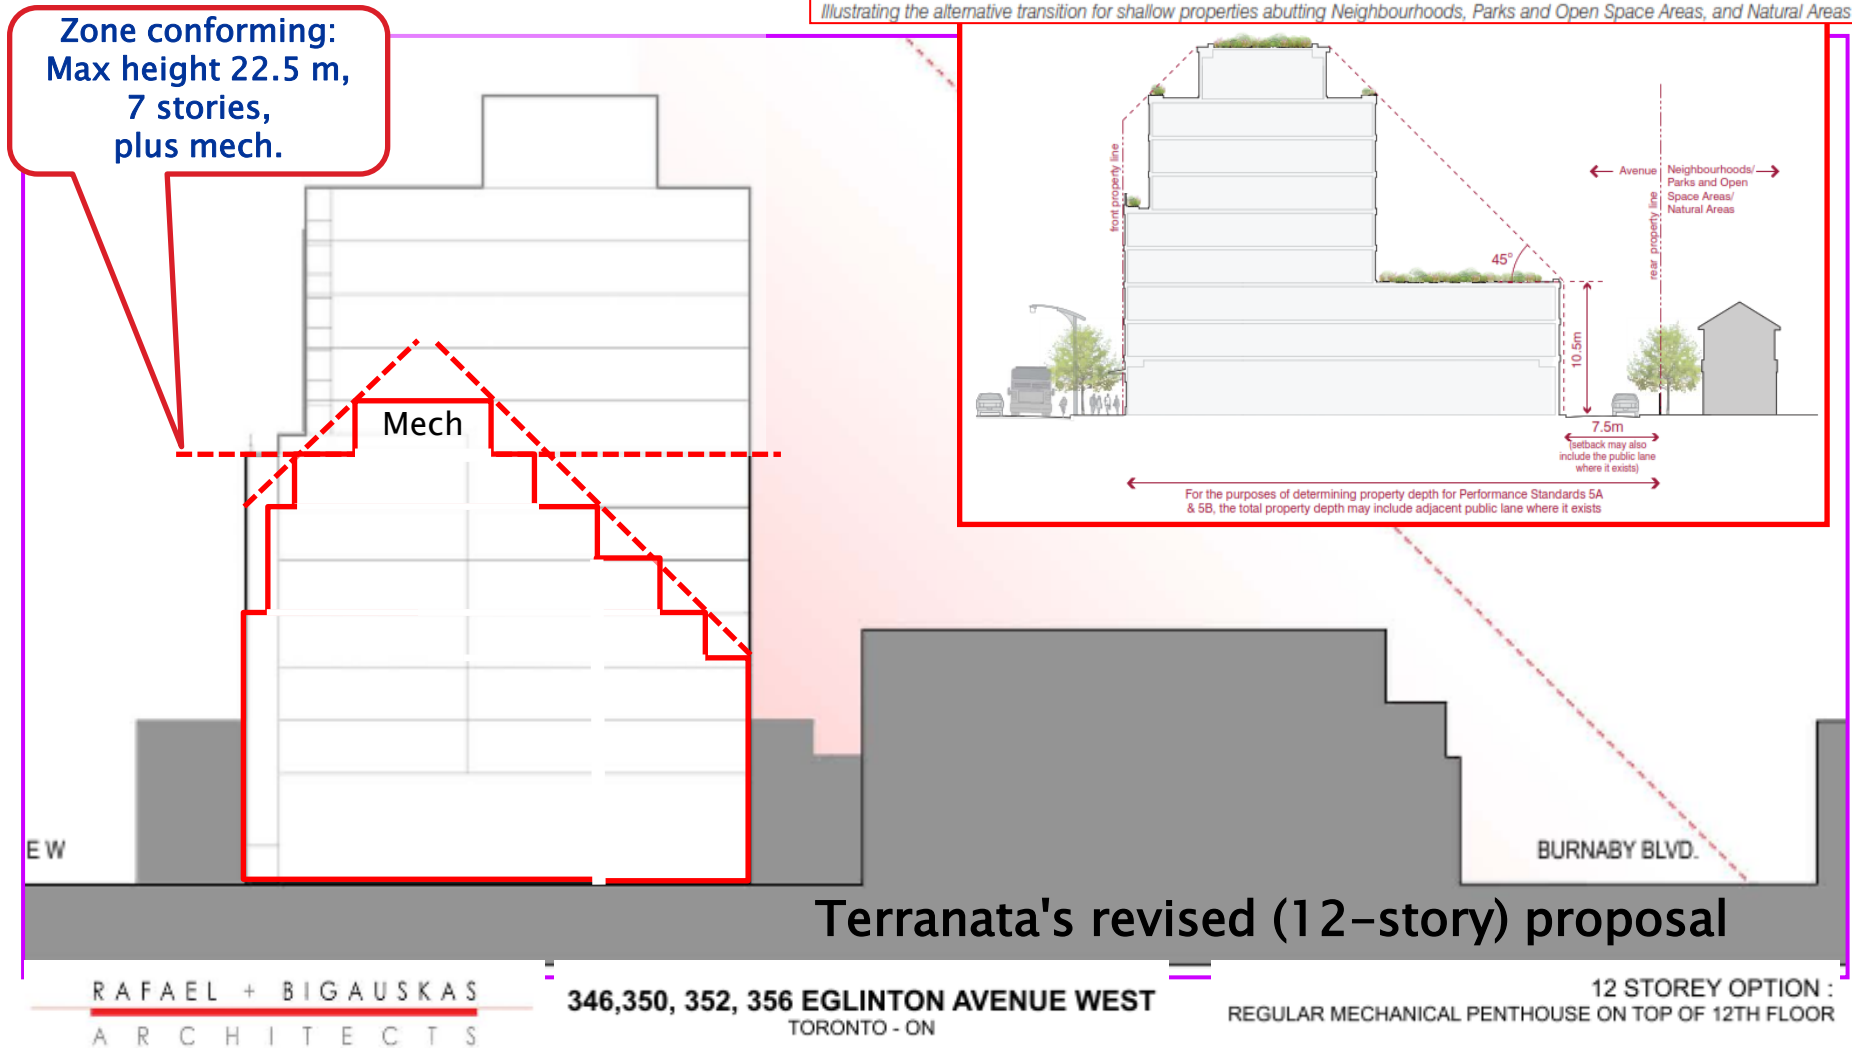 Illustrating the alternative transition for shallow properties abutting Neighbourhoods, Parks and Open Space Areas, and Natural Areas
Zone conforming:
Max height 22.5 m,
7 stories,
plus mech.
front property line
Avenue
Neighbourhoods/
Parks and Open
Space Areas/
Natural Areas
rear property line
45°
10.5m
7.5m
(setback may also
include the public lane
where it exists)
For the purposes of determining property depth for Performance Standards 5A
& 5B, the total property depth may include adjacent public lane where it exists
Mech
E W
BURNABY BLVD.
Terranata's revised (12-story) proposal
RAFAEL + BIGAUSKAS
ARCHITECTS
346,350, 352, 356 EGLINTON AVENUE WEST
TORONTO - ON
12 STOREY OPTION :
REGULAR MECHANICAL PENTHOUSE ON TOP OF 12TH FLOOR